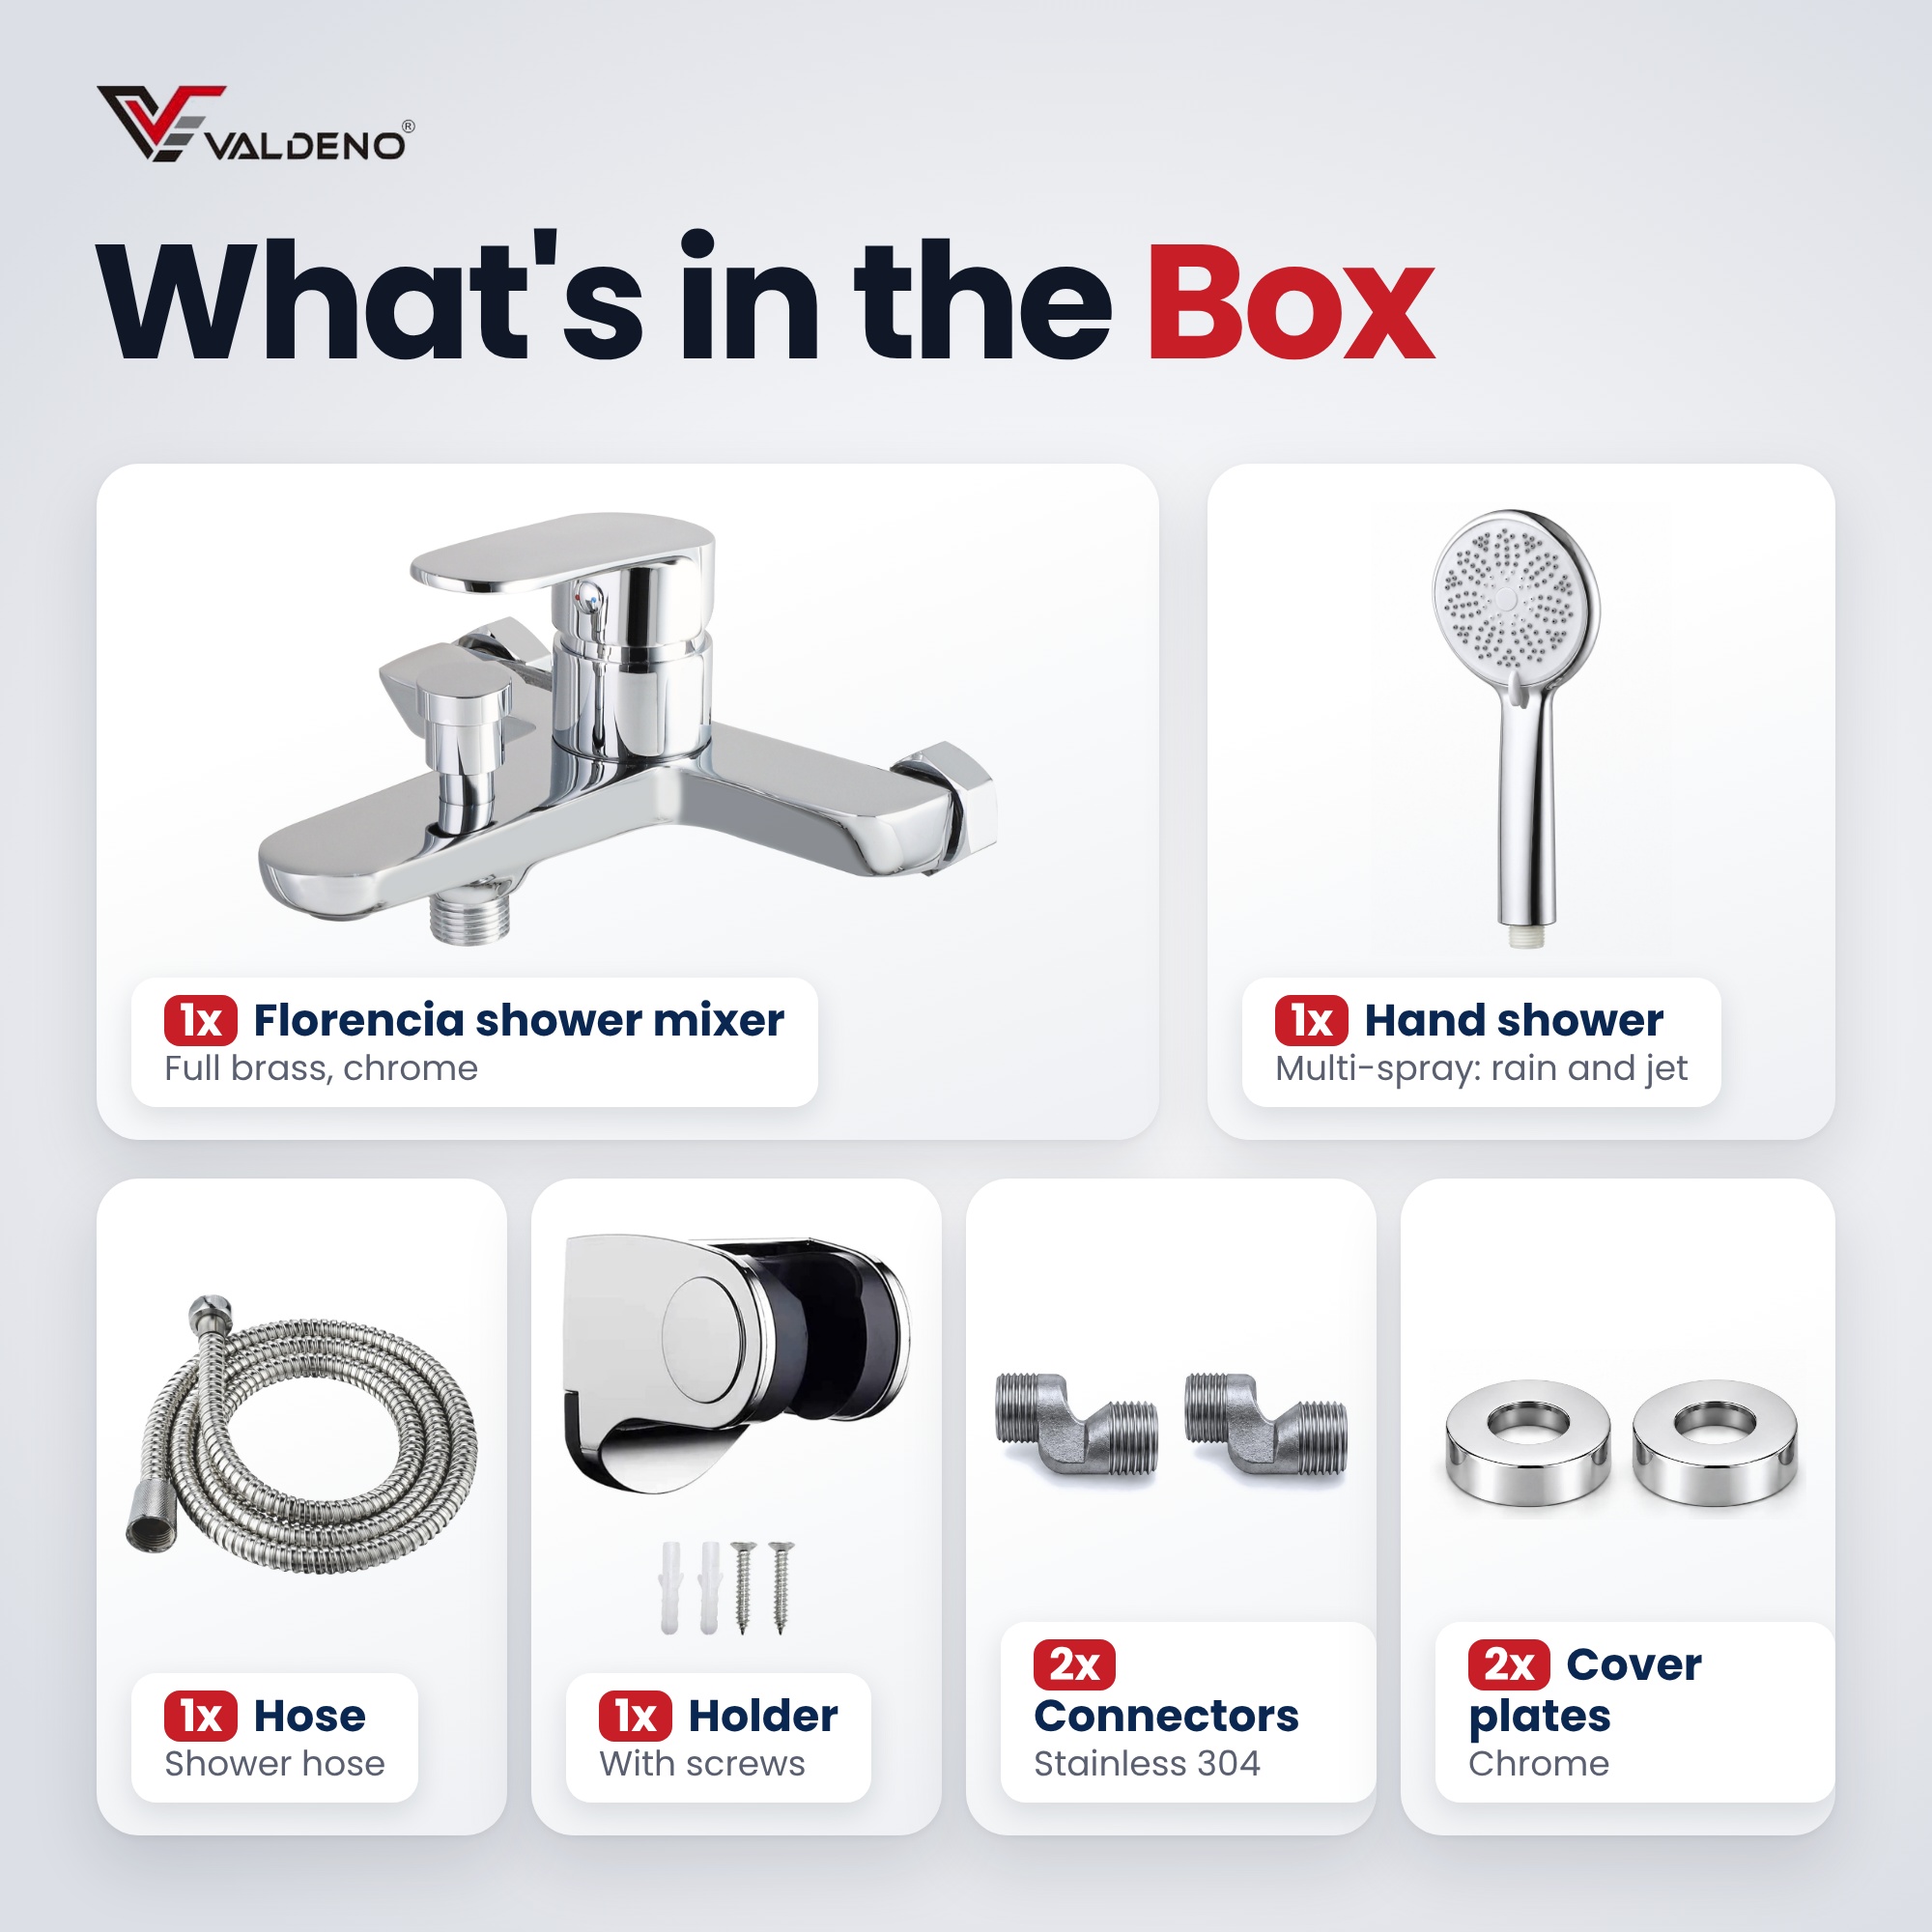 VALDENO®
What's in the Box
1x Florencia shower mixer
Full brass, chrome
1x Hand shower
Multi-spray: rain and jet
1x Hose
Shower hose
1x Holder
With screws
2x
Connectors
Stainless 304
2x Cover
plates
Chrome